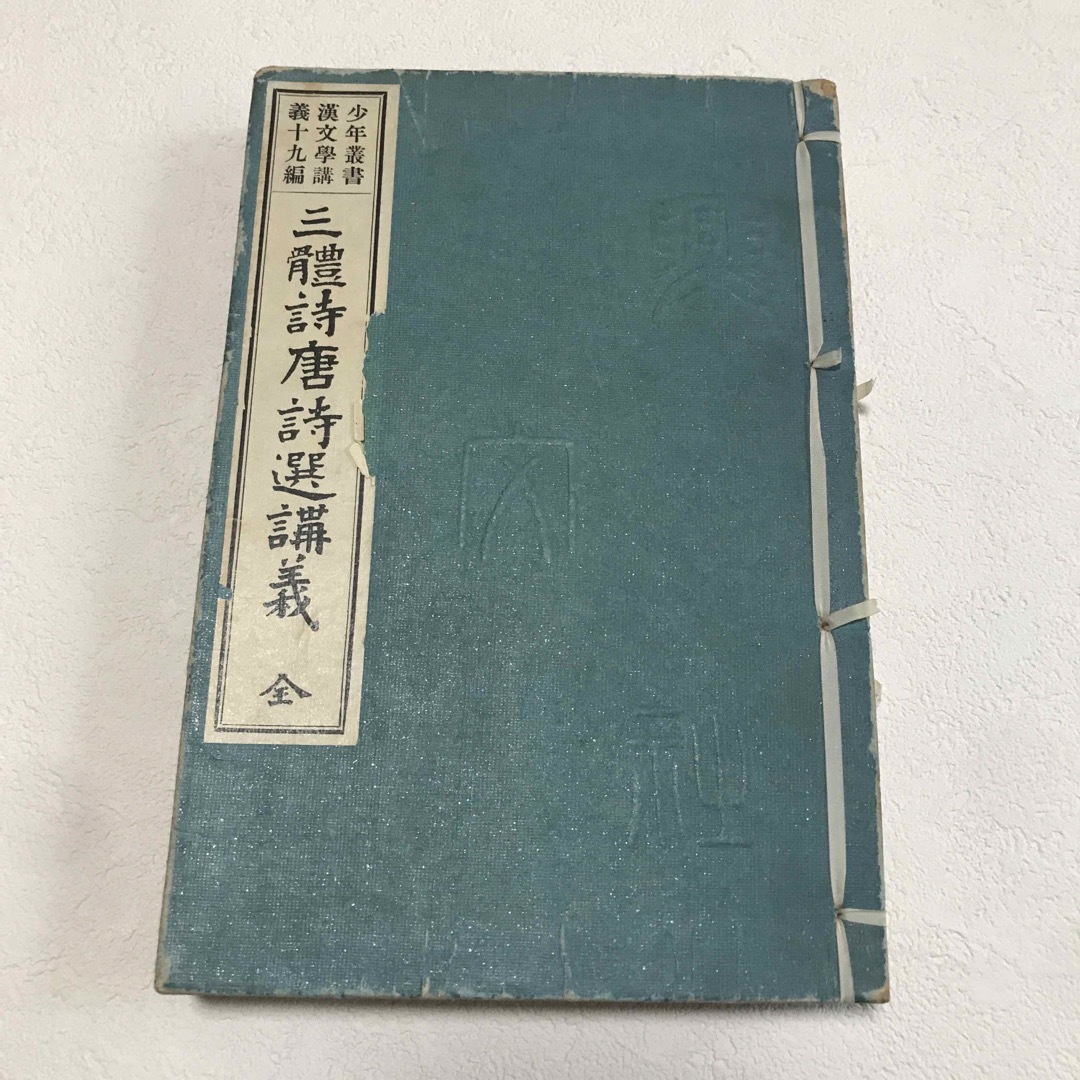 少年叢書
漢文學講
義十九編
三體詩唐詩選講義
全